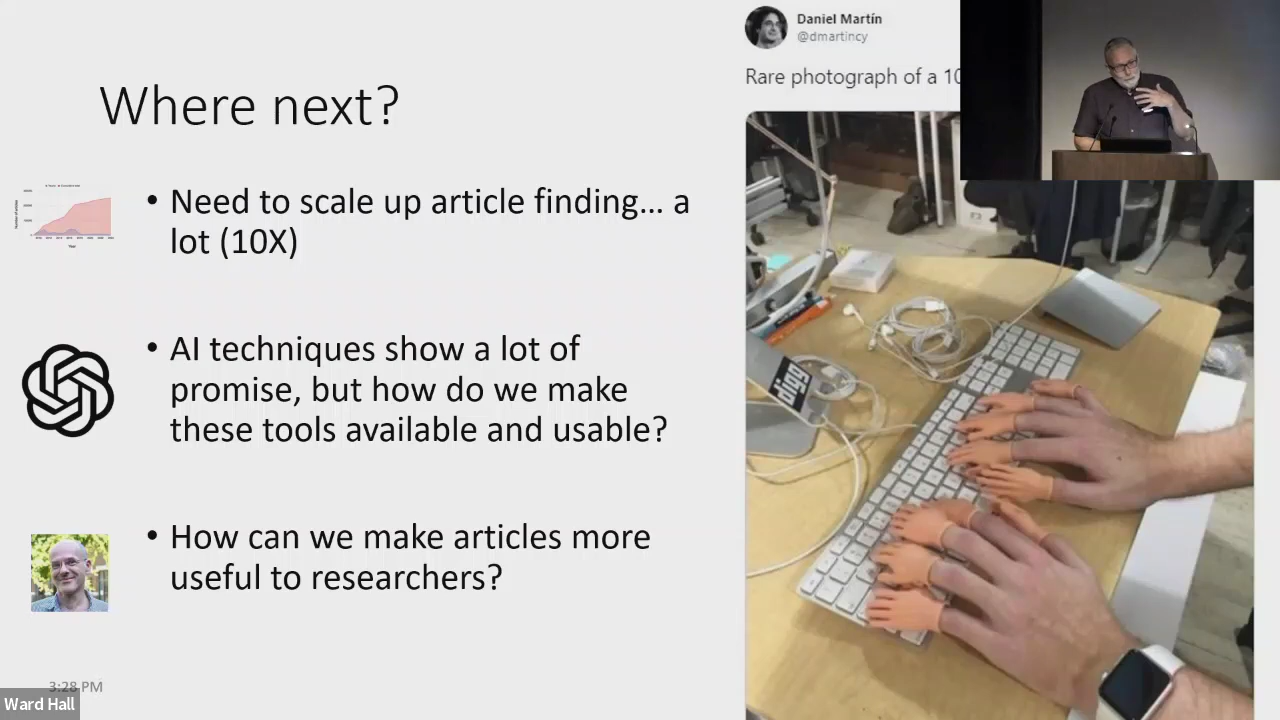 Where next?
• Need to scale up article finding... a
lot (10X)
• AI techniques show a lot of
promise, but how do we make
these tools available and usable?
• How can we make articles more
useful to researchers?
3:28 PM
Ward Hall
Daniel Martín
@dmartincy
Rare photograph of a 10
digg